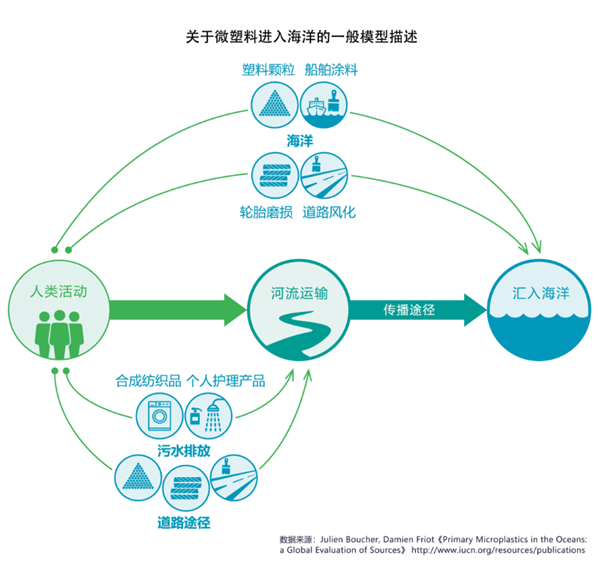 关于微塑料进入海洋的一般模型描述
塑料颗粒 船舶涂料
海洋
轮胎磨损 道路风化
人类活动
河流运输
传播途径
汇入海洋
合成纺织品 个人护理产品
污水排放
道路途径
数据来源：Julien Boucher, Damien Friot《Primary Microplastics in the Oceans:
a Global Evaluation of Sources》 http://www.iucn.org/resources/publications